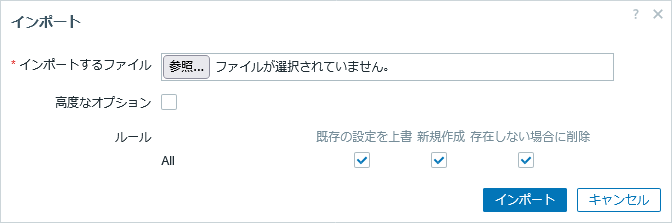 インポート
? ×
* インポートするファイル 参照... ファイルが選択されていません。
高度なオプション
ルール 既存の設定を上書 新規作成 存在しない場合に削除
All
インポート キャンセル